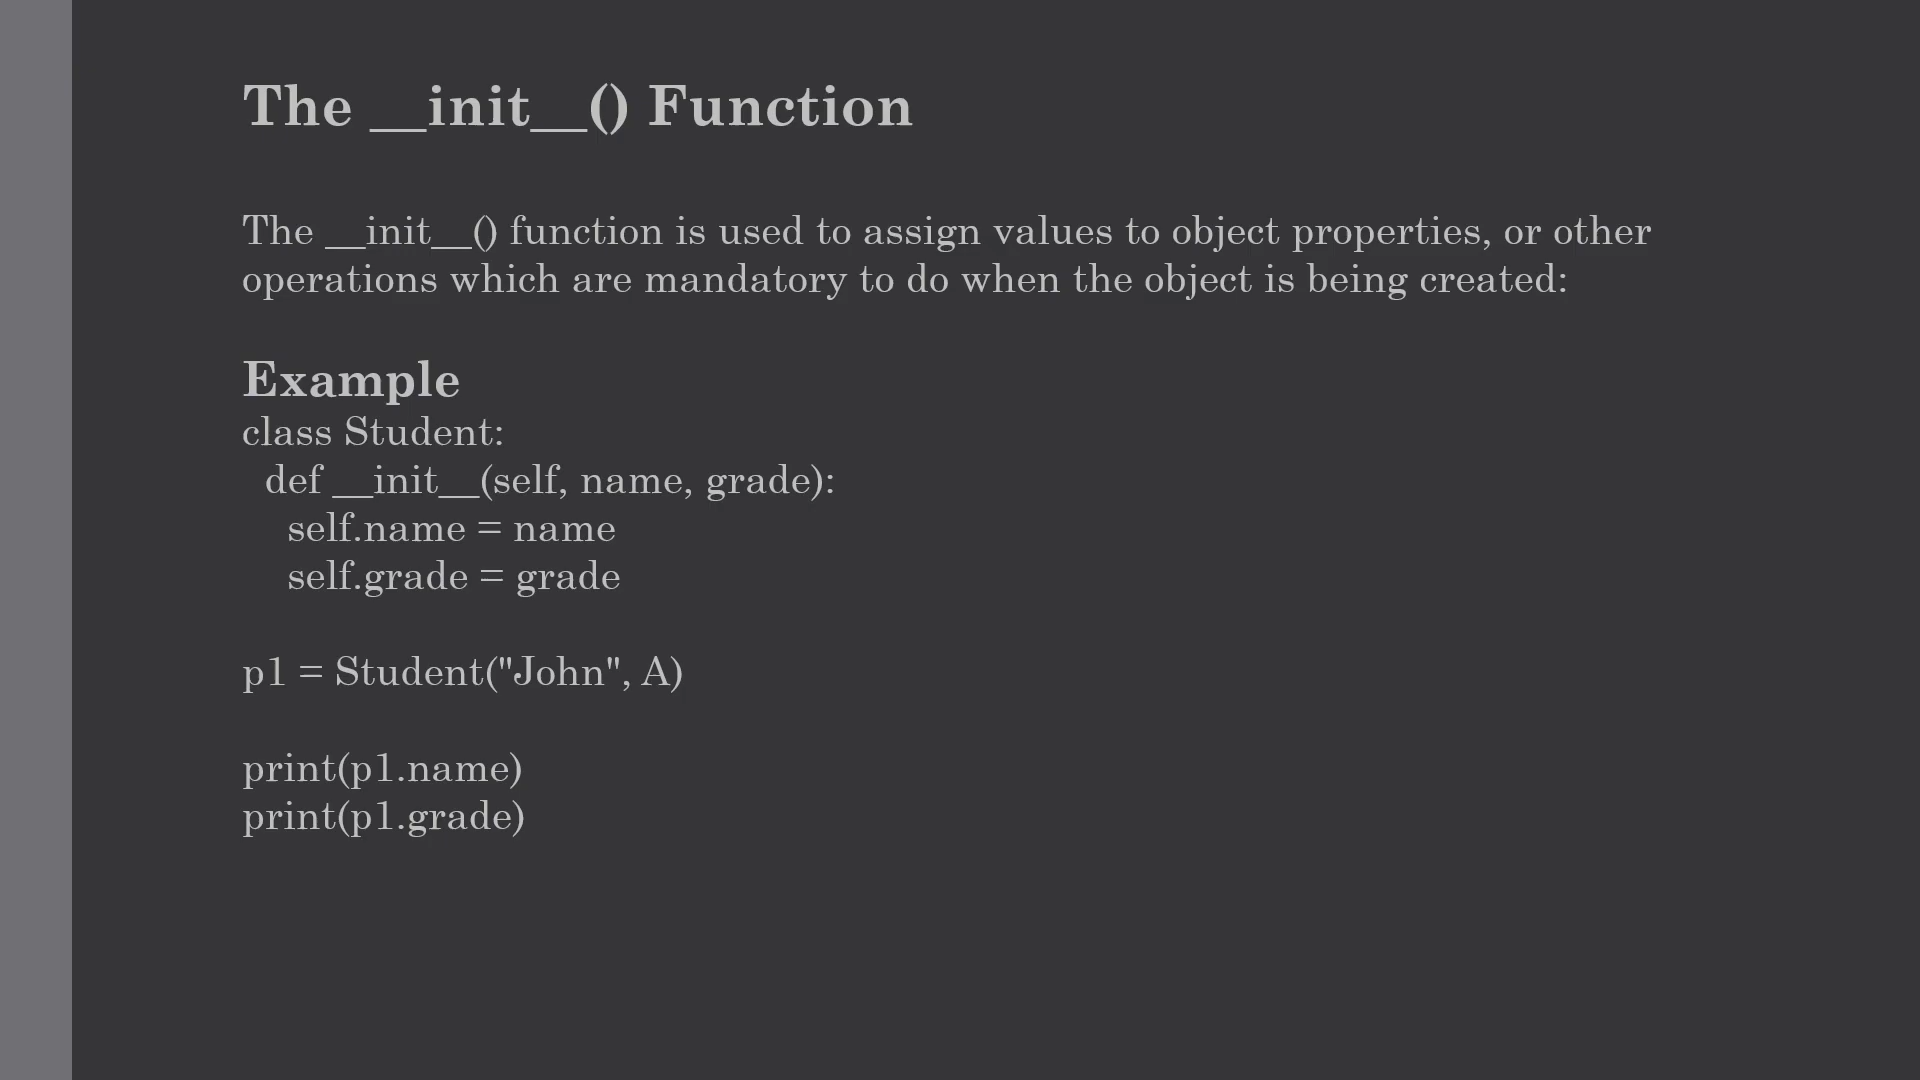 The __init__() Function
The __init__() function is used to assign values to object properties, or other
operations which are mandatory to do when the object is being created:
Example
class Student:
  def __init__(self, name, grade):
    self.name = name
    self.grade = grade
p1 = Student("John", A)
print(p1.name)
print(p1.grade)